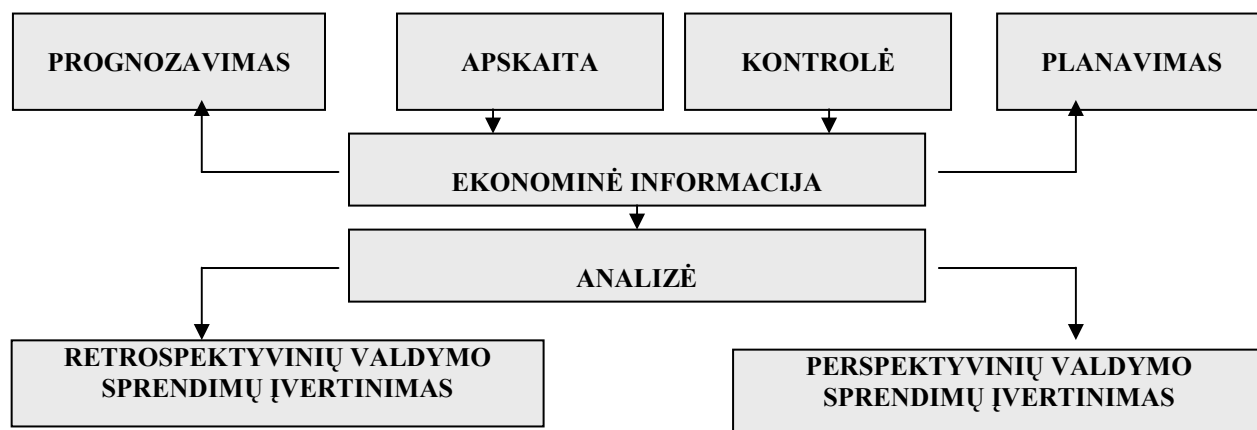 PROGNOZAVIMAS
APSKAITA
KONTROLĖ
PLANAVIMAS
EKONOMINĖ INFORMACIJA
ANALIZĖ
RETROSPEKTYVINIŲ VALDYMO
SPRENDIMŲ ĮVERTINIMAS
PERSPEKTYVINIŲ VALDYMO
SPRENDIMŲ ĮVERTINIMAS